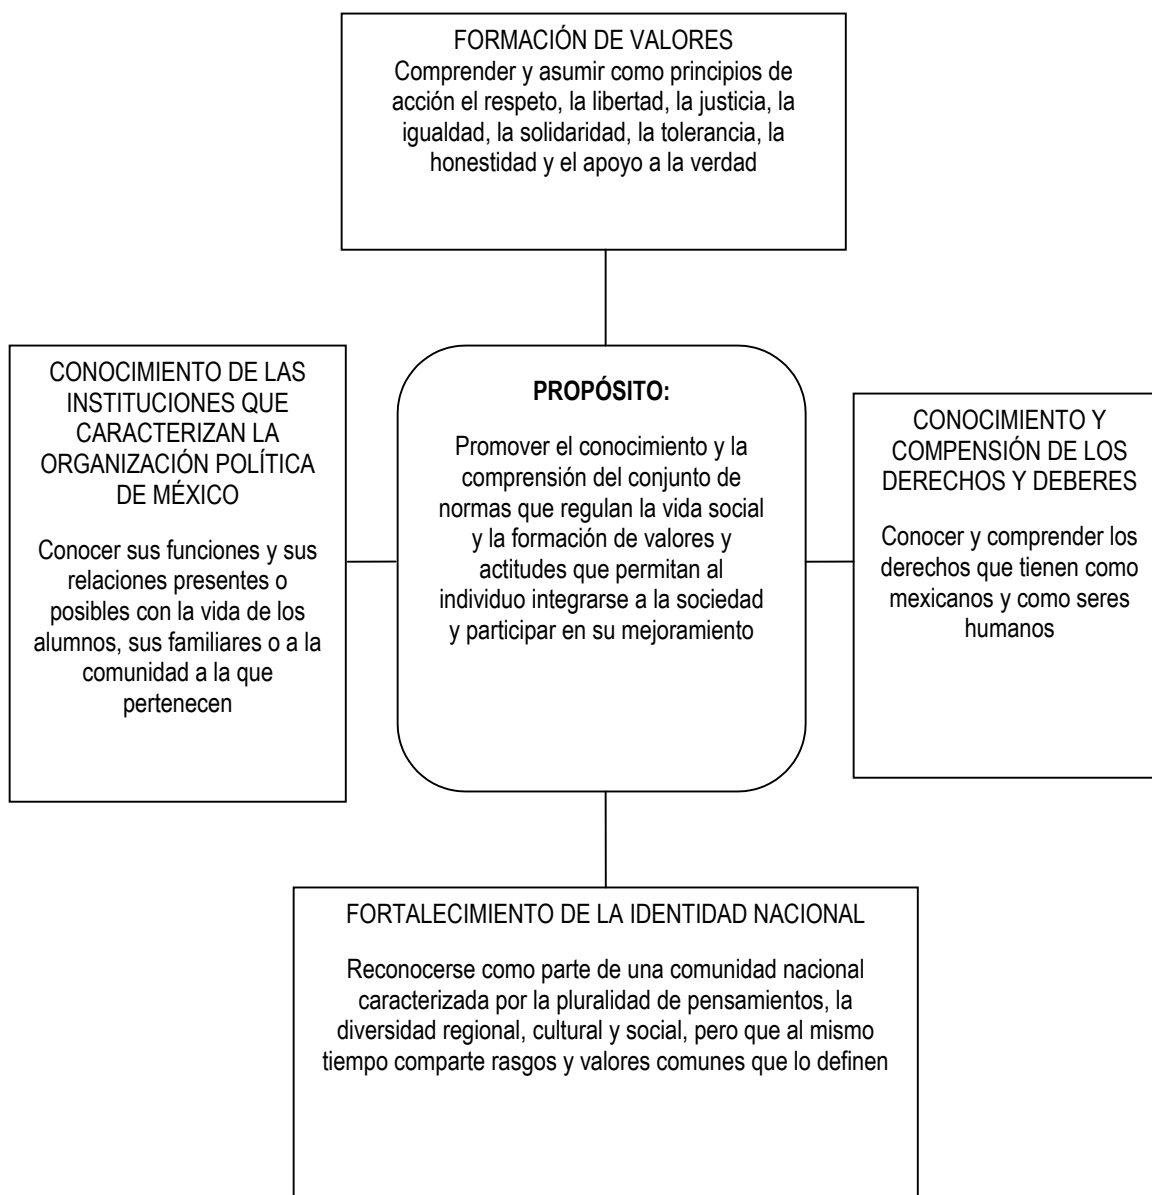 FORMACIÓN DE VALORES
Comprender y asumir como principios de
acción el respeto, la libertad, la justicia, la
igualdad, la solidaridad, la tolerancia, la
honestidad y el apoyo a la verdad
CONOCIMIENTO DE LAS
INSTITUCIONES QUE
CARACTERIZAN LA
ORGANIZACIÓN POLÍTICA
DE MÉXICO
Conocer sus funciones y sus
relaciones presentes o
posibles con la vida de los
alumnos, sus familiares o a la
comunidad a la que
pertenecen
PROPÓSITO:
Promover el conocimiento y la
comprensión del conjunto de
normas que regulan la vida social
y la formación de valores y
actitudes que permitan al
individuo integrarse a la sociedad
y participar en su mejoramiento
CONOCIMIENTO Y
COMPENSIÓN DE LOS
DERECHOS Y DEBERES
Conocer y comprender los
derechos que tienen como
mexicanos y como seres
humanos
FORTALECIMIENTO DE LA IDENTIDAD NACIONAL
Reconocerse como parte de una comunidad nacional
caracterizada por la pluralidad de pensamientos, la
diversidad regional, cultural y social, pero que al mismo
tiempo comparte rasgos y valores comunes que lo definen